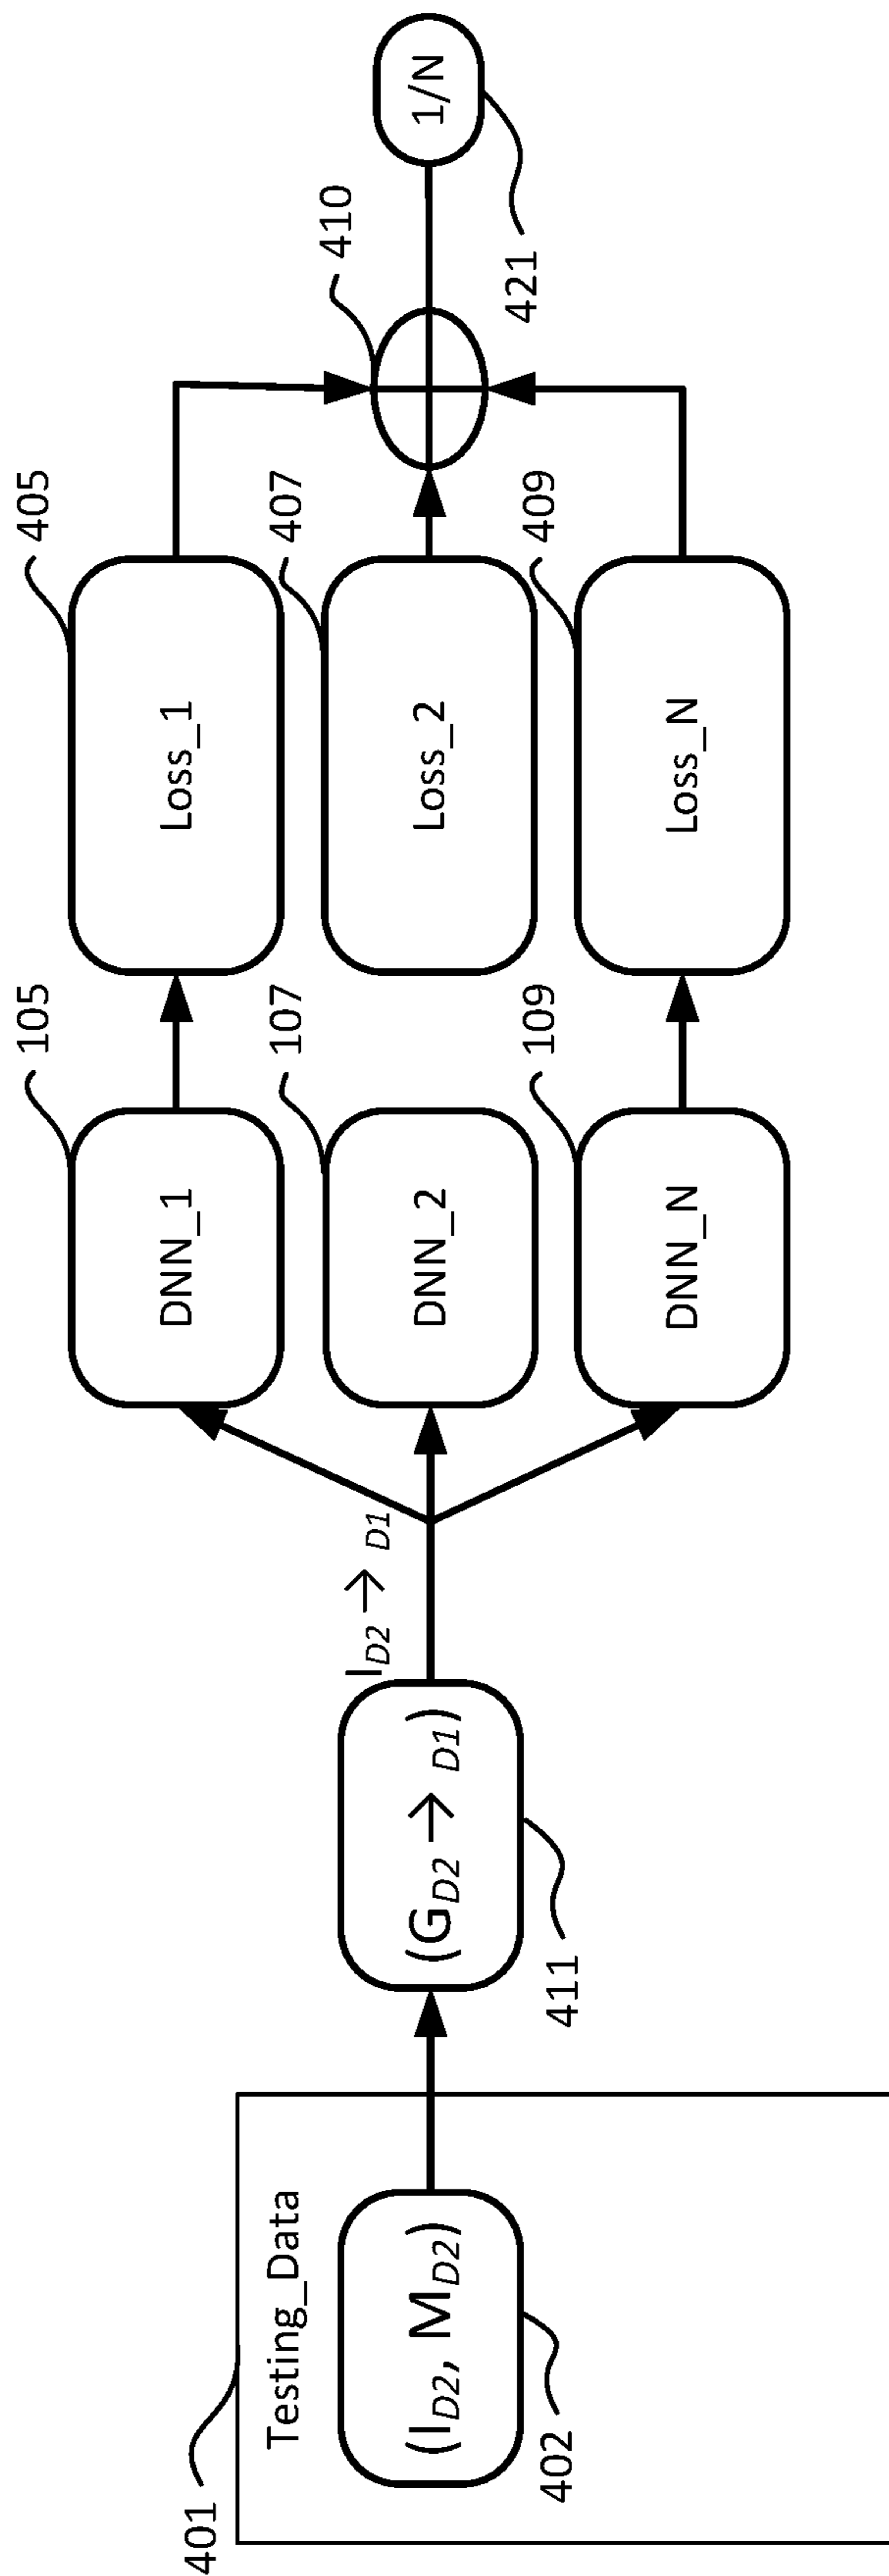 401
Testing_Data
(I_D2, M_D2)
402
(G_D2 → D1)
411
I_D2 → D1
DNN_1
105
DNN_2
107
DNN_N
109
Loss_1
405
Loss_2
407
Loss_N
409
410
1/N
421